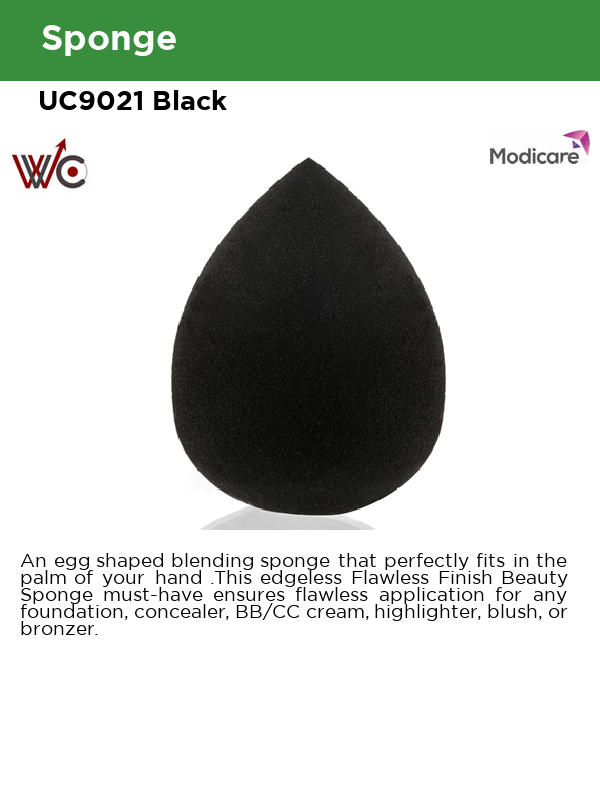 Sponge
UC9021 Black
WC
Modicare
An egg shaped blending sponge that perfectly fits in the
palm of your hand .This edgeless Flawless Finish Beauty
Sponge must-have ensures flawless application for any
foundation, concealer, BB/CC cream, highlighter, blush, or
bronzer.